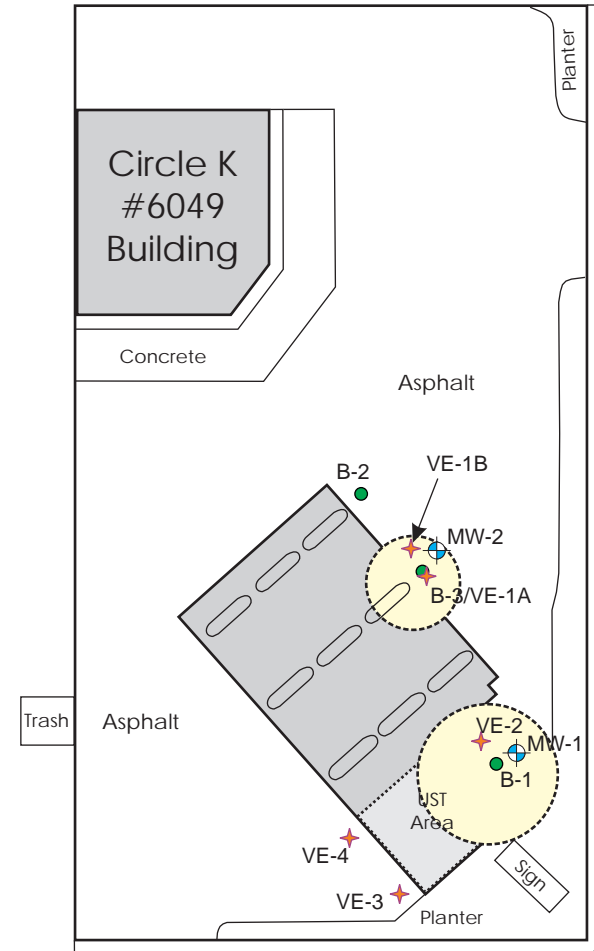 Planter
Circle K
#6049
Building
Concrete
Asphalt
VE-1B
B-2
MW-2
B-3/VE-1A
Trash
Asphalt
VE-2
MW-1
B-1
UST
Area
VE-4
Sign
VE-3
Planter